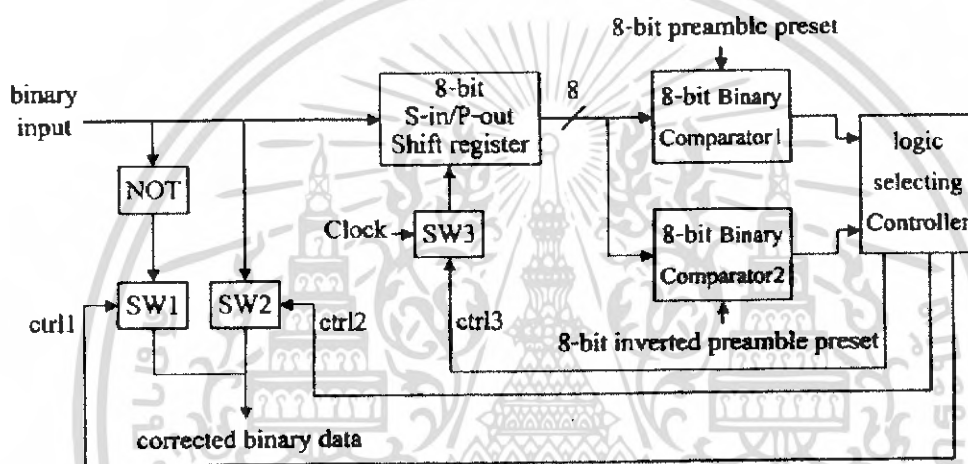 8-bit preamble preset
binary
input
8-bit
S-in/P-out
Shift register
8
8-bit Binary
Comparator1
logic
selecting
Controller
NOT
Clock
SW3
8-bit Binary
Comparator2
SW1
SW2
ctrl1
ctrl2
ctrl3
8-bit inverted preamble preset
corrected binary data